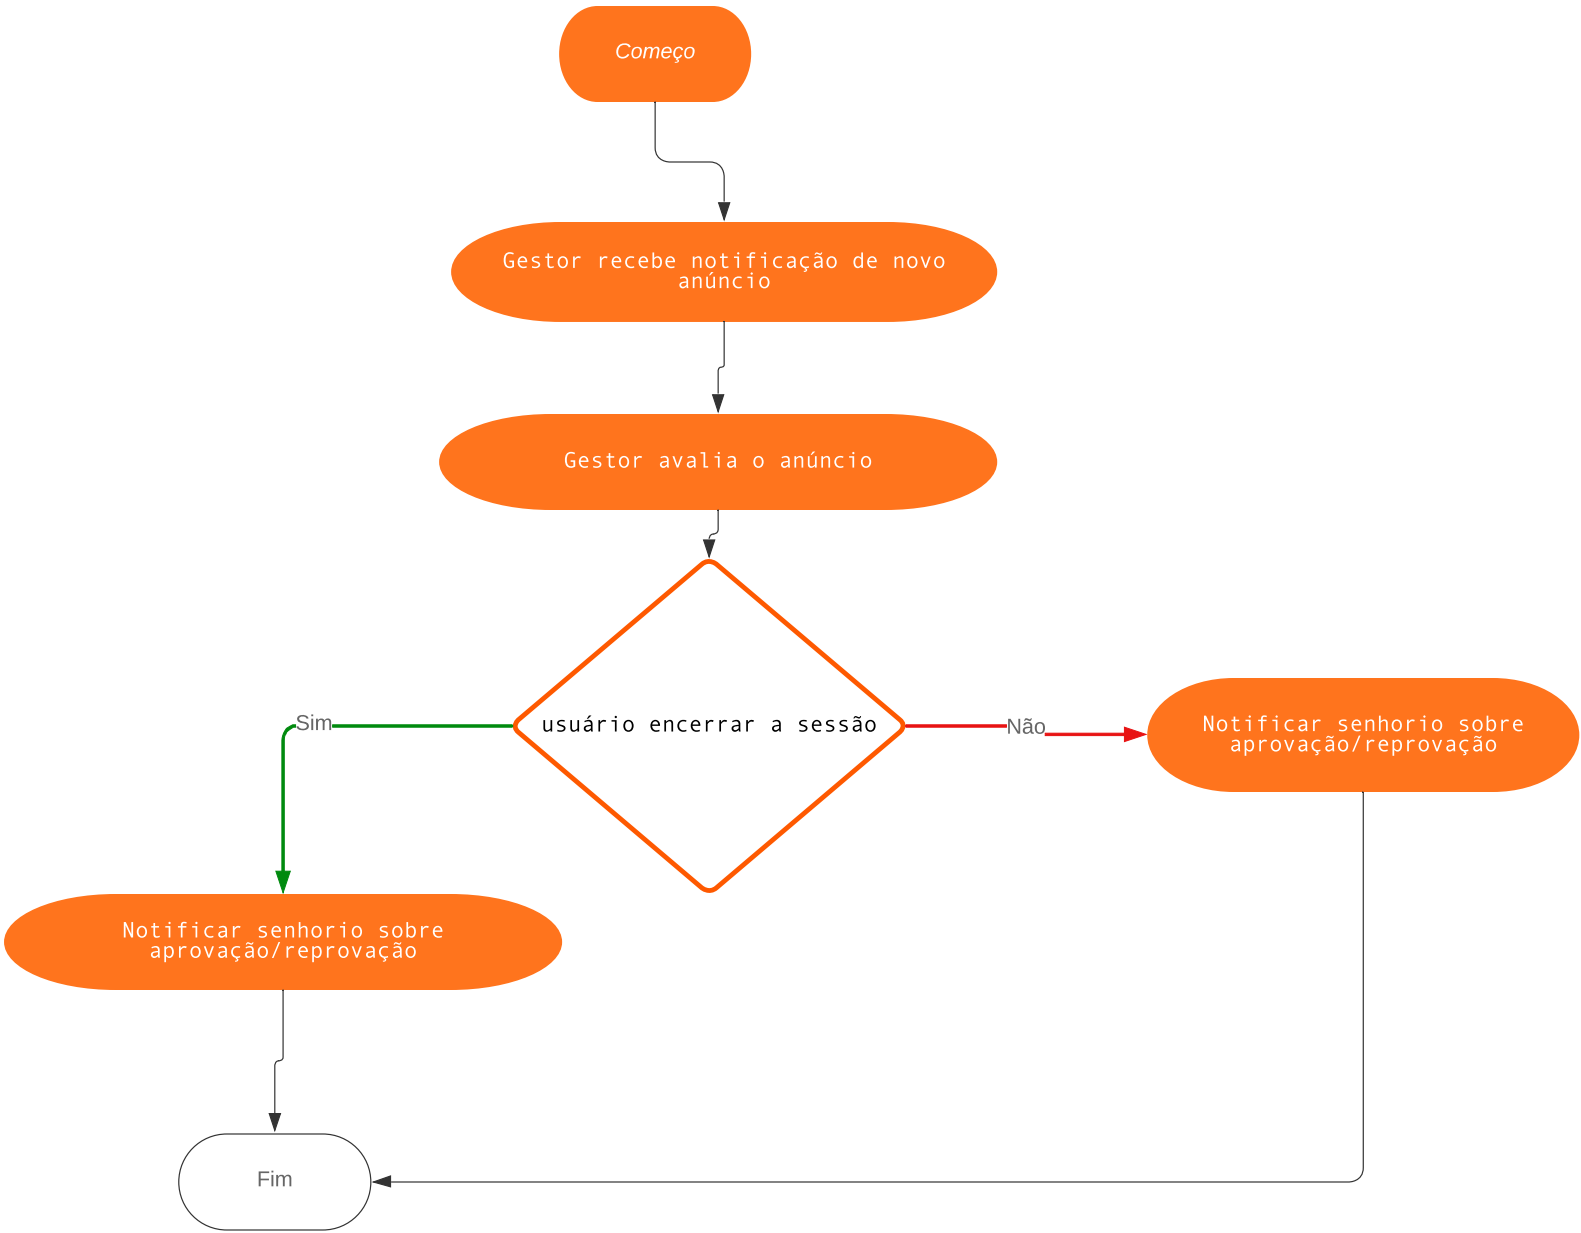 Começo
Gestor recebe notificação de novo
anúncio
Gestor avalia o anúncio
usuário encerrar a sessão
Sim
Não
Notificar senhorio sobre
aprovação/reprovação
Notificar senhorio sobre
aprovação/reprovação
Fim